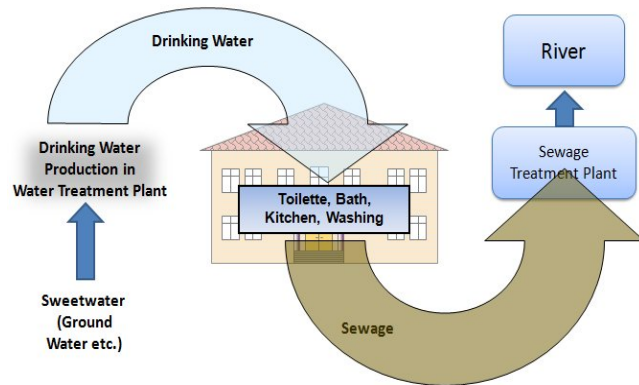 Drinking Water
River
Drinking Water
Production in
Water Treatment Plant
Sewage
Treatment Plant
Toilette, Bath,
Kitchen, Washing
Sweetwater
(Ground
Water etc.)
Sewage